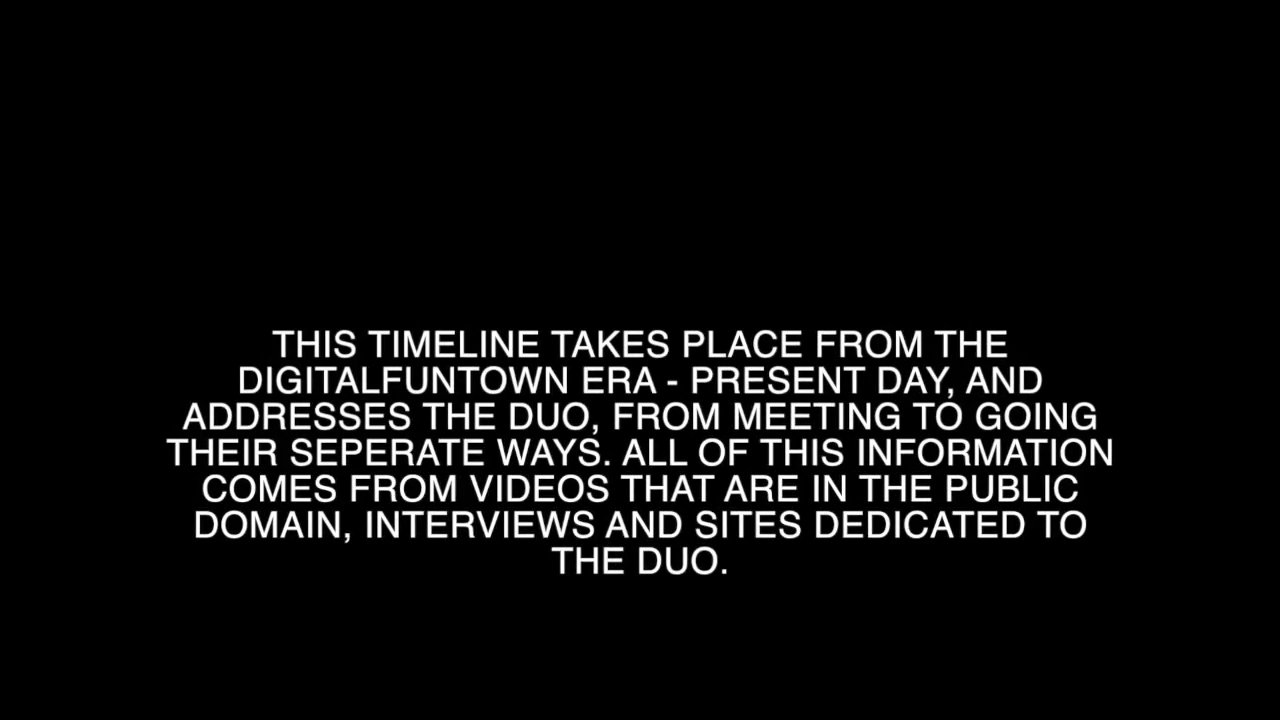 THIS TIMELINE TAKES PLACE FROM THE
DIGITALFUNTOWN ERA - PRESENT DAY, AND
ADDRESSES THE DUO, FROM MEETING TO GOING
THEIR SEPERATE WAYS. ALL OF THIS INFORMATION
COMES FROM VIDEOS THAT ARE IN THE PUBLIC
DOMAIN, INTERVIEWS AND SITES DEDICATED TO
THE DUO.